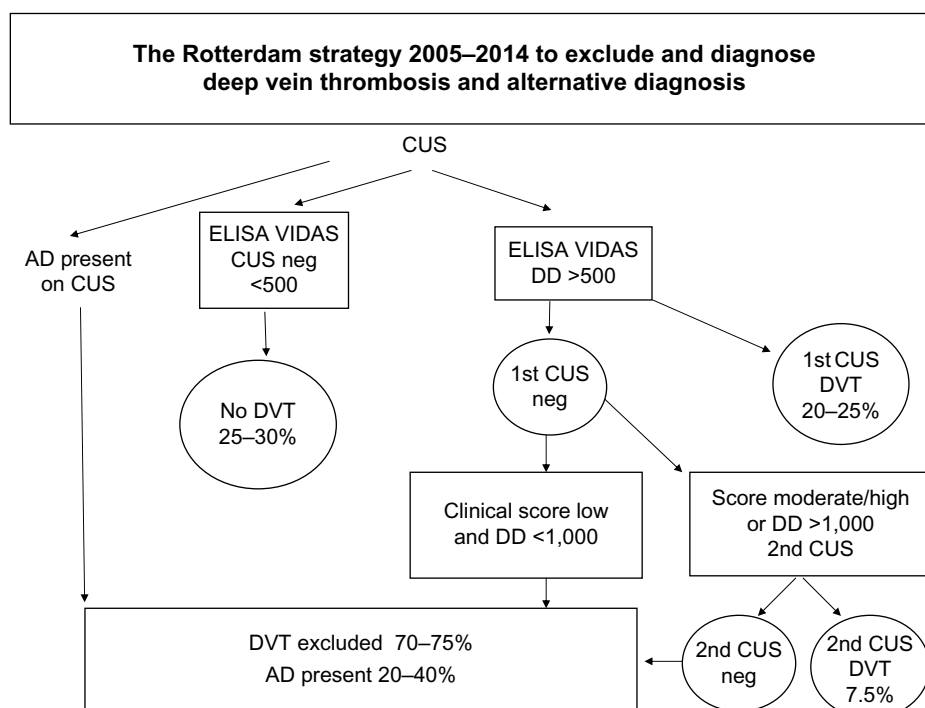 The Rotterdam strategy 2005–2014 to exclude and diagnose
deep vein thrombosis and alternative diagnosis
CUS
AD present
on CUS
ELISA VIDAS
CUS neg
<500
ELISA VIDAS
DD >500
No DVT
25–30%
1st CUS
neg
1st CUS
DVT
20–25%
Clinical score low
and DD <1,000
Score moderate/high
or DD >1,000
2nd CUS
DVT excluded 70–75%
AD present 20–40%
2nd CUS
neg
2nd CUS
DVT
7.5%